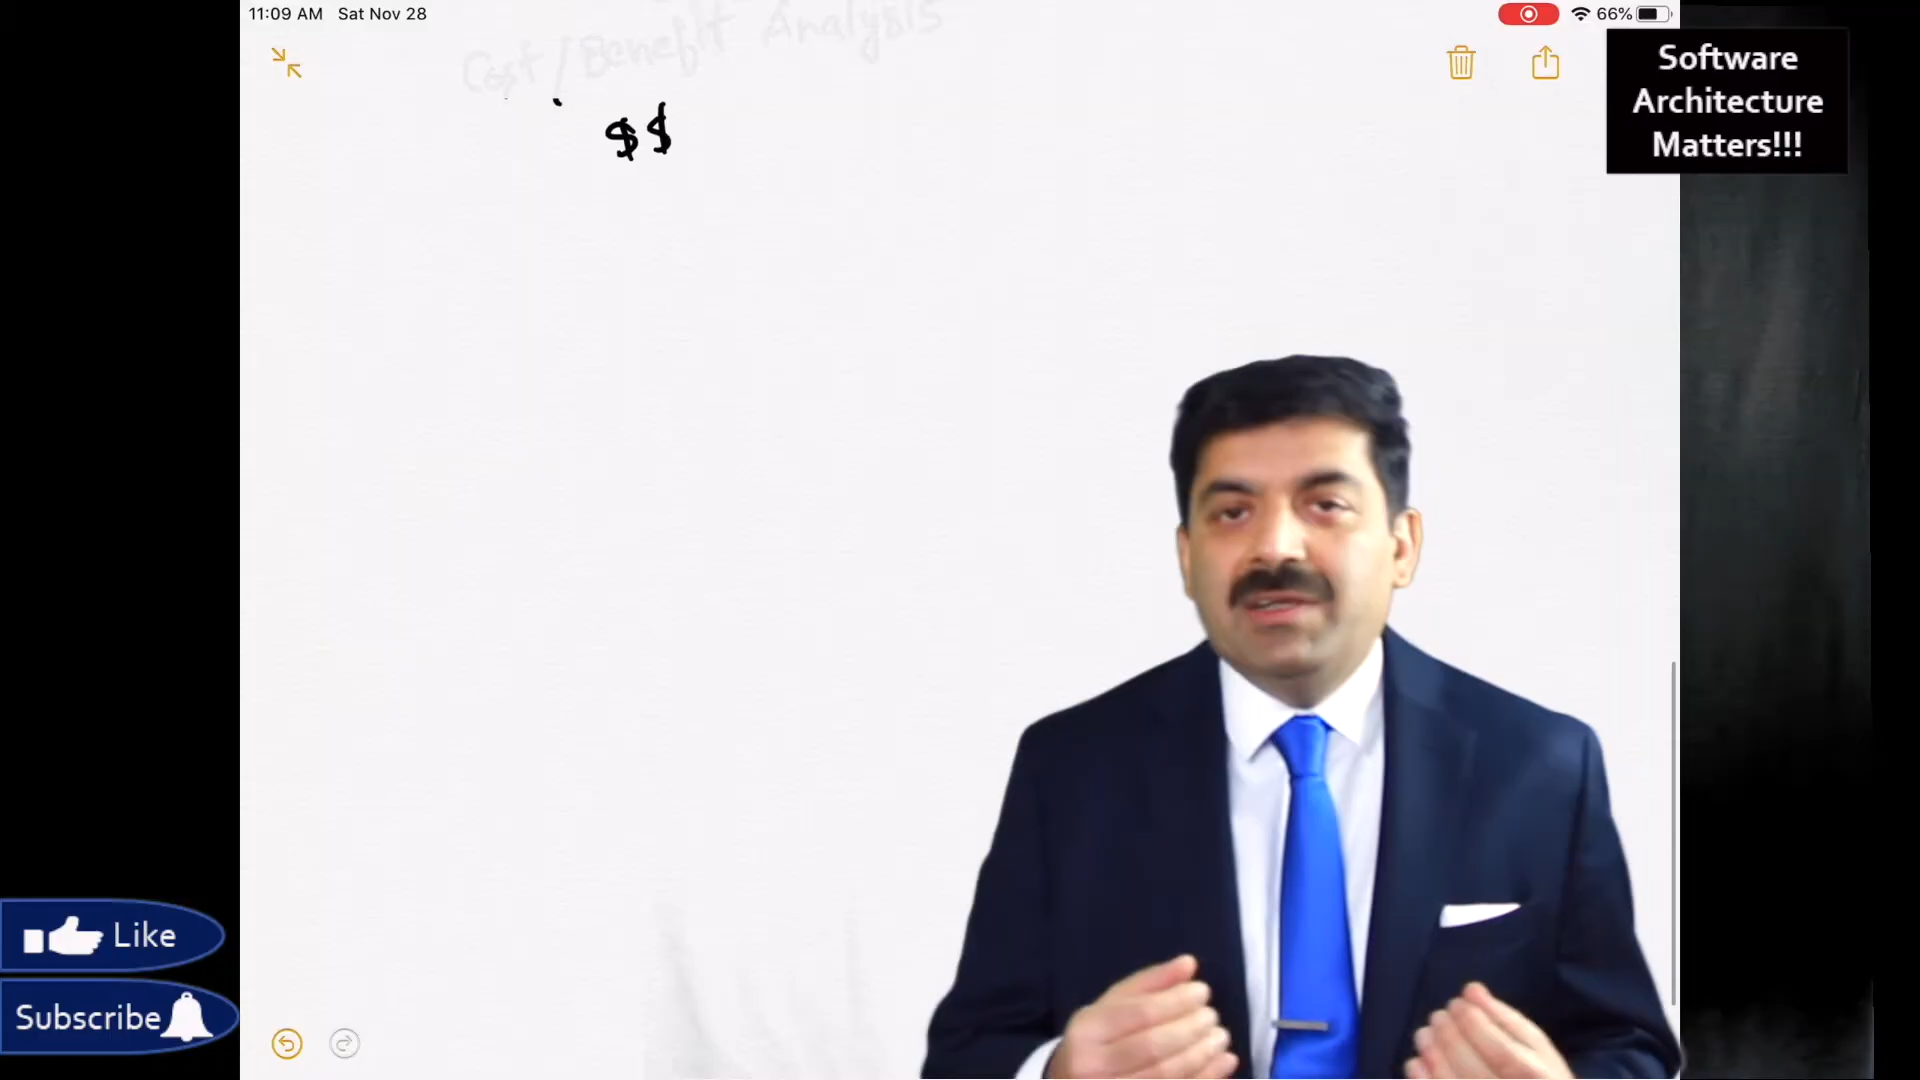 11:09 AM Sat Nov 28
66%
Cost/Benefit Analysis
$$
Software
Architecture
Matters!!!
Like
Subscribe